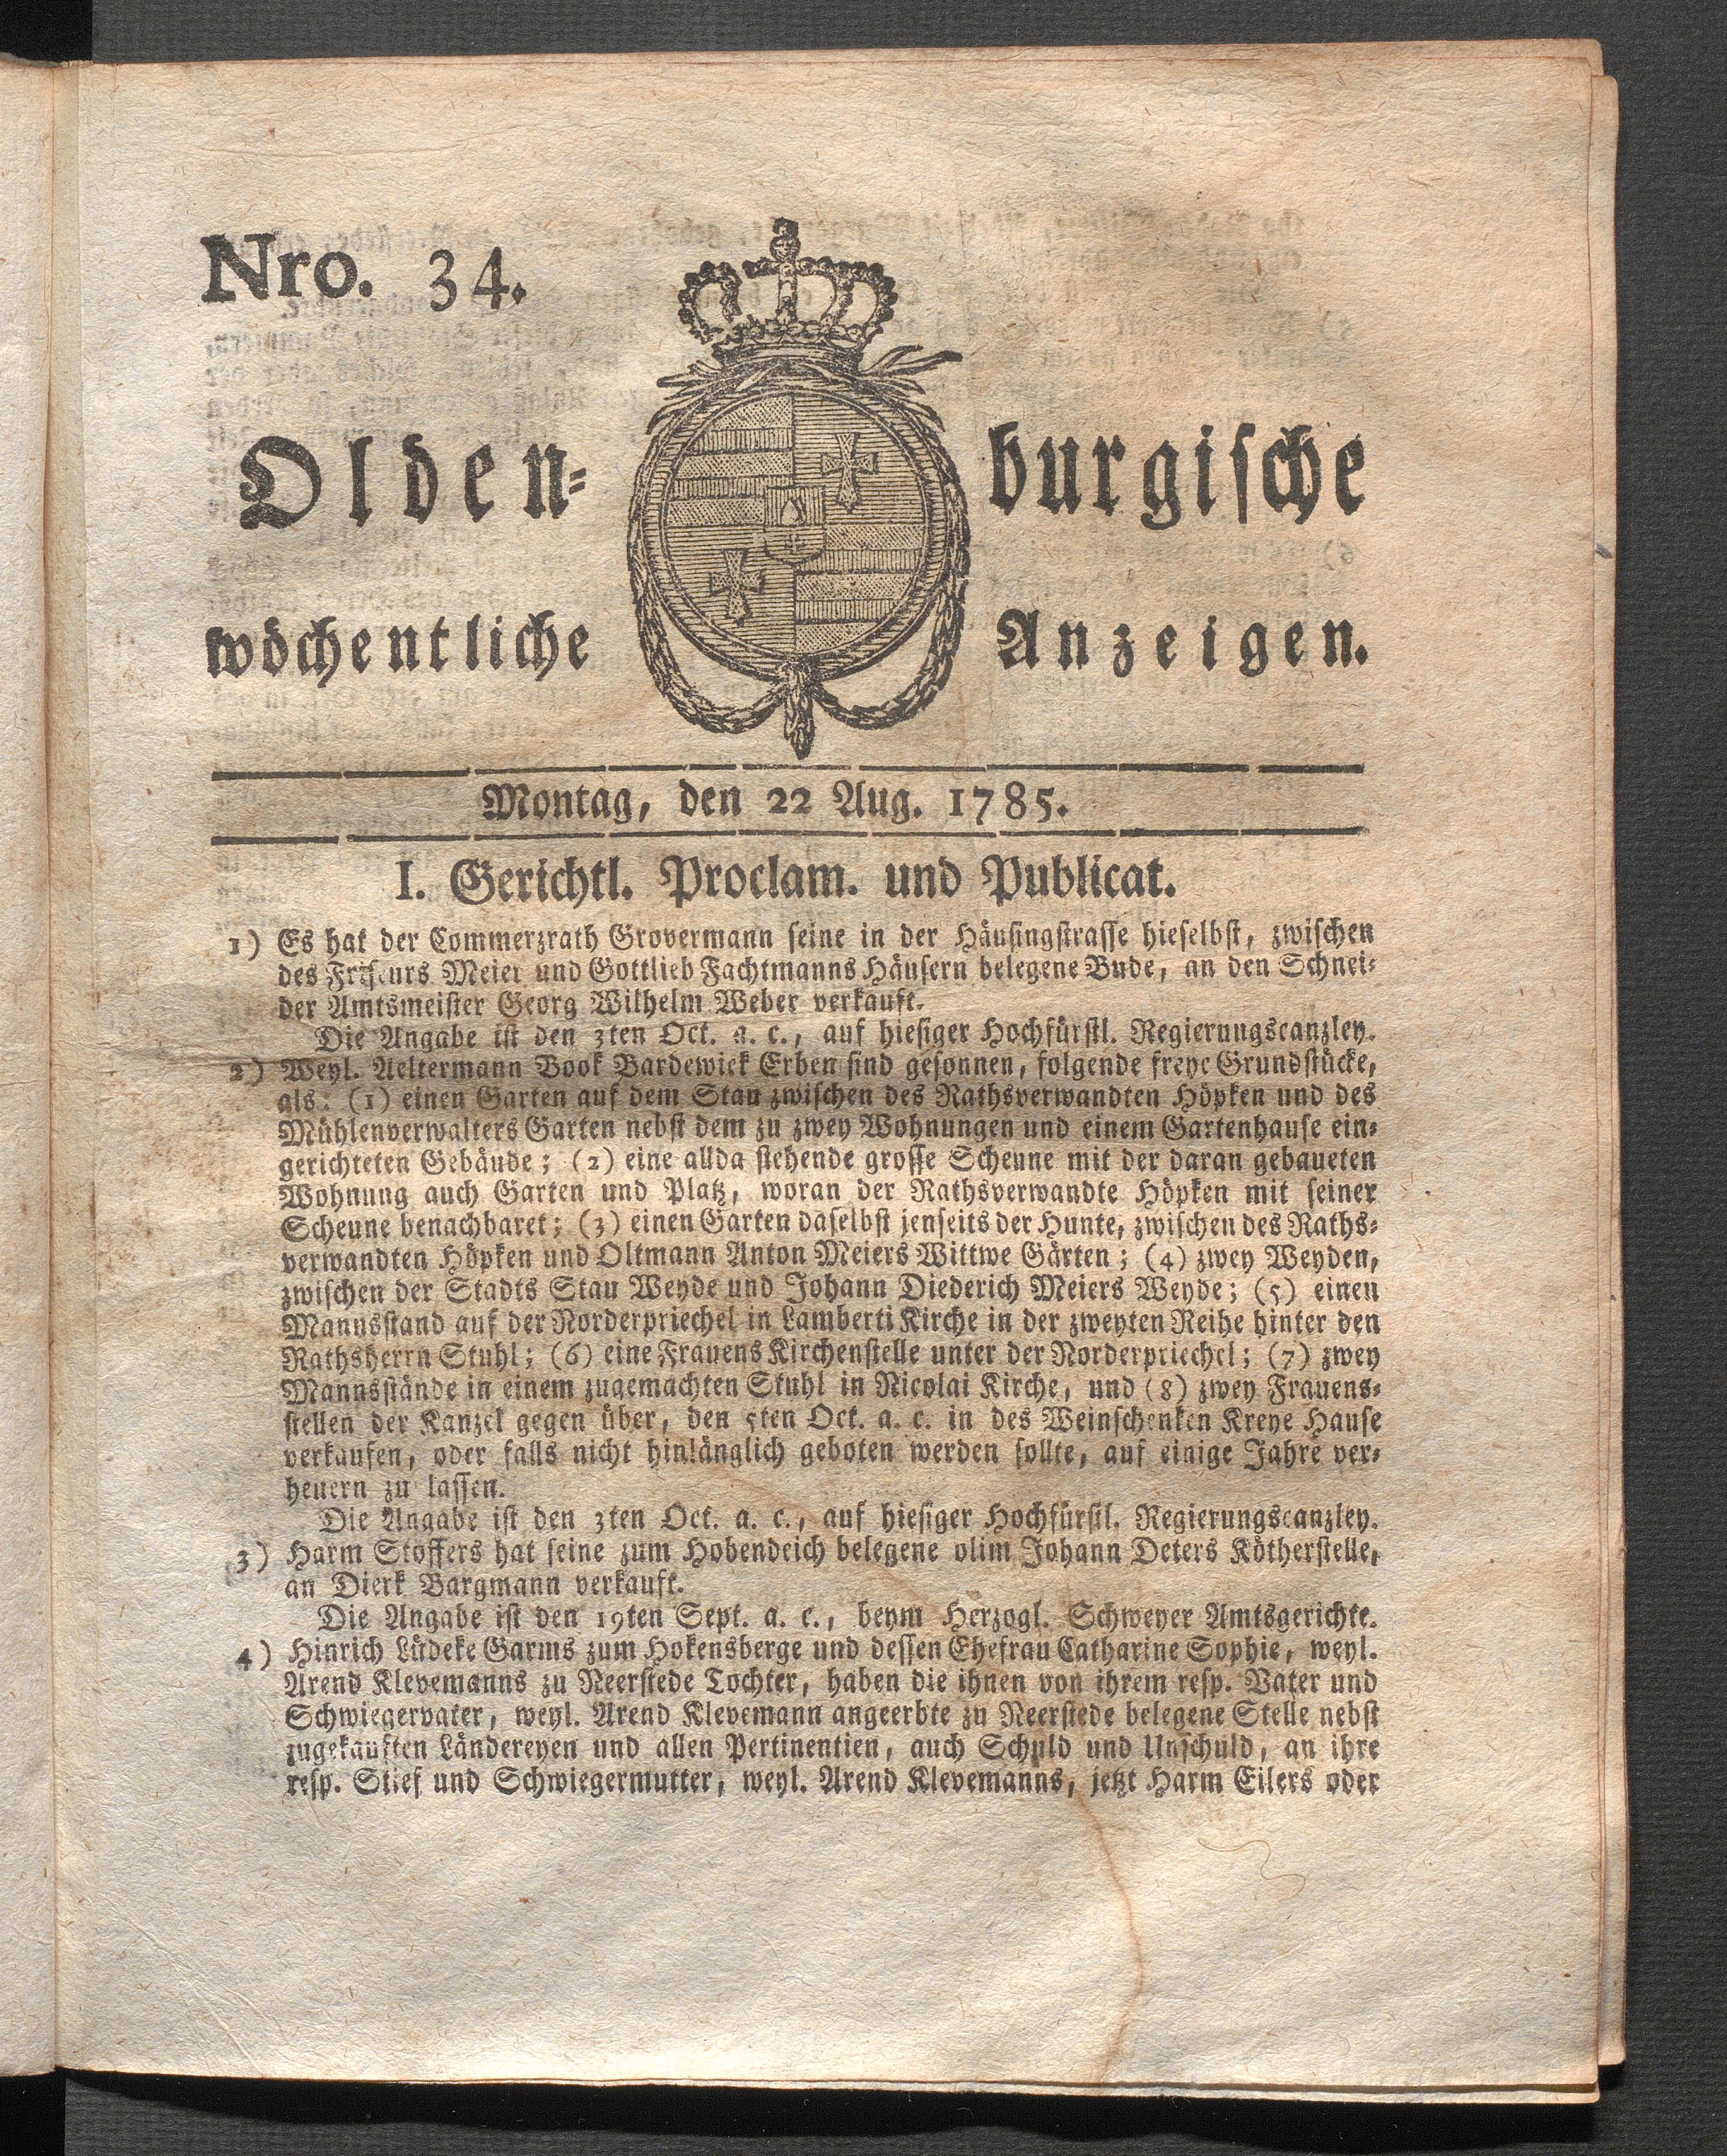 Nro. 34.
Olden- burgische
wöchentliche Anzeigen.
Montag, den 22 Aug. 1785.
I. Gerichtl. Proclam. und Publicat.
1) Es hat der Commerzrath Grovermann seine in der Häusingstrasse hieselbst, zwischen
des Friseurs Meier und Gottlieb Fachtmanns Häusern belegene Bude, an den Schnei-
der Amtsmeister Georg Wilhelm Weber verkauft.
Die Angabe ist den 3ten Oct. a. c., auf hiesiger Hochfürstl. Regierungscanzley.
2) Weyl. Aeltermann Book Bardewiek Erben sind gesonnen, folgende freye Grundstücke,
als: (1) einen Garten auf dem Stau zwischen des Rathsverwandten Höpken und des
Mühlenverwalters Garten nebst dem zu zwey Wohnungen und einem Gartenhause ein-
gerichteten Gebäude; (2) eine allda stehende grosse Scheune mit der daran gebaueten
Wohnung auch Garten und Platz, woran der Rathsverwandte Höpken mit seiner
Scheune benachbaret; (3) einen Garten daselbst jenseits der Hunte, zwischen des Raths-
verwandten Höpken und Oltmann Anton Meiers Wittwe Gärten; (4) zwey Weyden,
zwischen der Stadts Stau Weyde und Johann Diederich Meiers Weyde; (5) einen
Mannsstand auf der Norderpriechel in Lamberti Kirche in der zweyten Reihe hinter den
Rathsherrn Stuhl; (6) eine Frauens Kirchenstelle unter der Norderpriechel; (7) zwey
Mannsstände in einem zugemachten Stuhl in Nicolai Kirche, und (8) zwey Frauens-
stellen der Kanzel gegen über, den 5ten Oct. a. c. in des Weinschenken Kreye Hause
verkaufen, oder falls nicht hinlänglich geboten werden sollte, auf einige Jahre ver-
heuern zu lassen.
Die Angabe ist den 3ten Oct. a. c., auf hiesiger Hochfürstl. Regierungscanzley.
3) Harm Stoffers hat seine zum Hobendeich belegene olim Johann Deters Kötherstelle,
an Dierk Bargmann verkauft.
Die Angabe ist den 19ten Sept. a. c., beym Herzogl. Schweyer Amtsgerichte.
4) Hinrich Lüdeke Garms zum Hokensberge und dessen Ehefrau Catharine Sophie, weyl.
Arend Klevemanns zu Neerstede Tochter, haben die ihnen von ihrem resp. Vater und
Schwiegervater, weyl. Arend Klevemann angeerbte zu Neerstede belegene Stelle nebst
zugekauften Ländereyen und allen Pertinentien, auch Schuld und Unschuld, an ihre
resp. Stief und Schwiegermutter, weyl. Arend Klevemanns, jetzt Harm Eilers oder